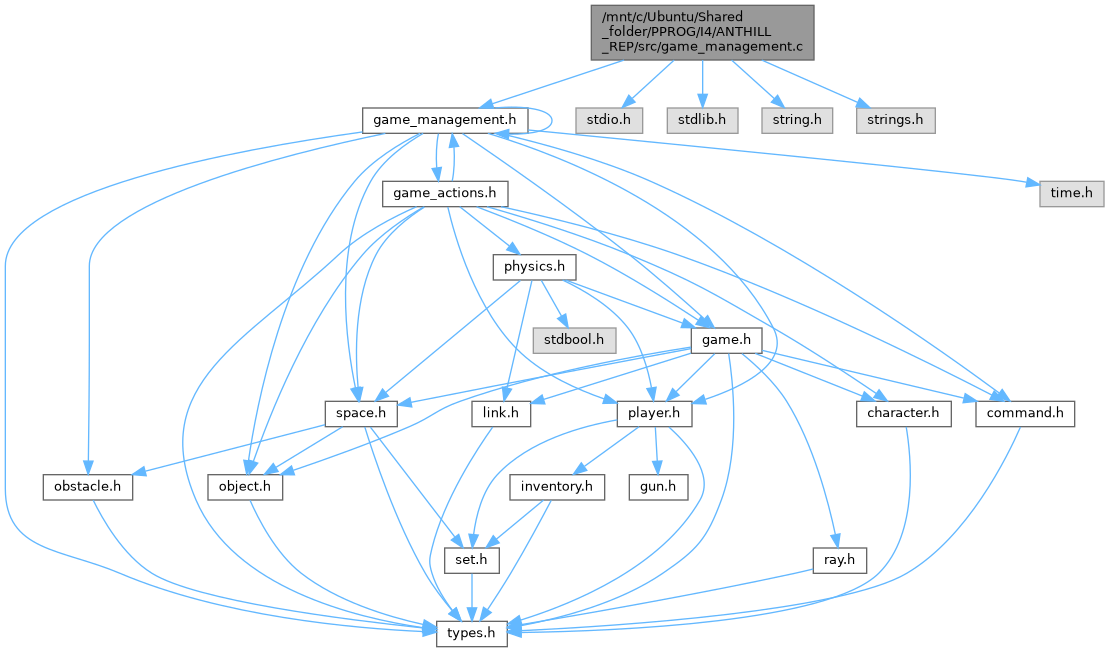 /mnt/c/Ubuntu/Shared
_folder/PPROG/I4/ANTHILL
_REP/src/game_management.c
game_management.h
stdio.h
stdlib.h
string.h
strings.h
game_actions.h
time.h
physics.h
stdbool.h
game.h
space.h
link.h
player.h
character.h
command.h
obstacle.h
object.h
inventory.h
gun.h
set.h
ray.h
types.h